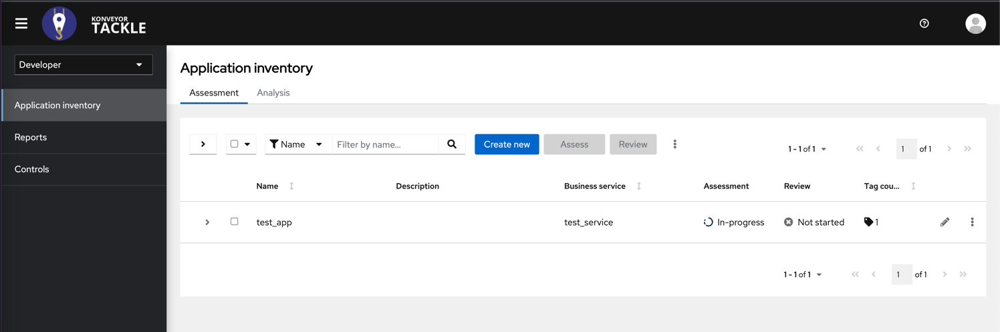 KONVEYOR
TACKLE
Developer
Application inventory
Reports
Controls
Application inventory
Assessment Analysis
Name Filter by name... Create new Assess Review 1 - 1 of 1 1 of 1
Name Description Business service Assessment Review Tag cou...
test_app test_service In-progress Not started 1
1 - 1 of 1 1 of 1